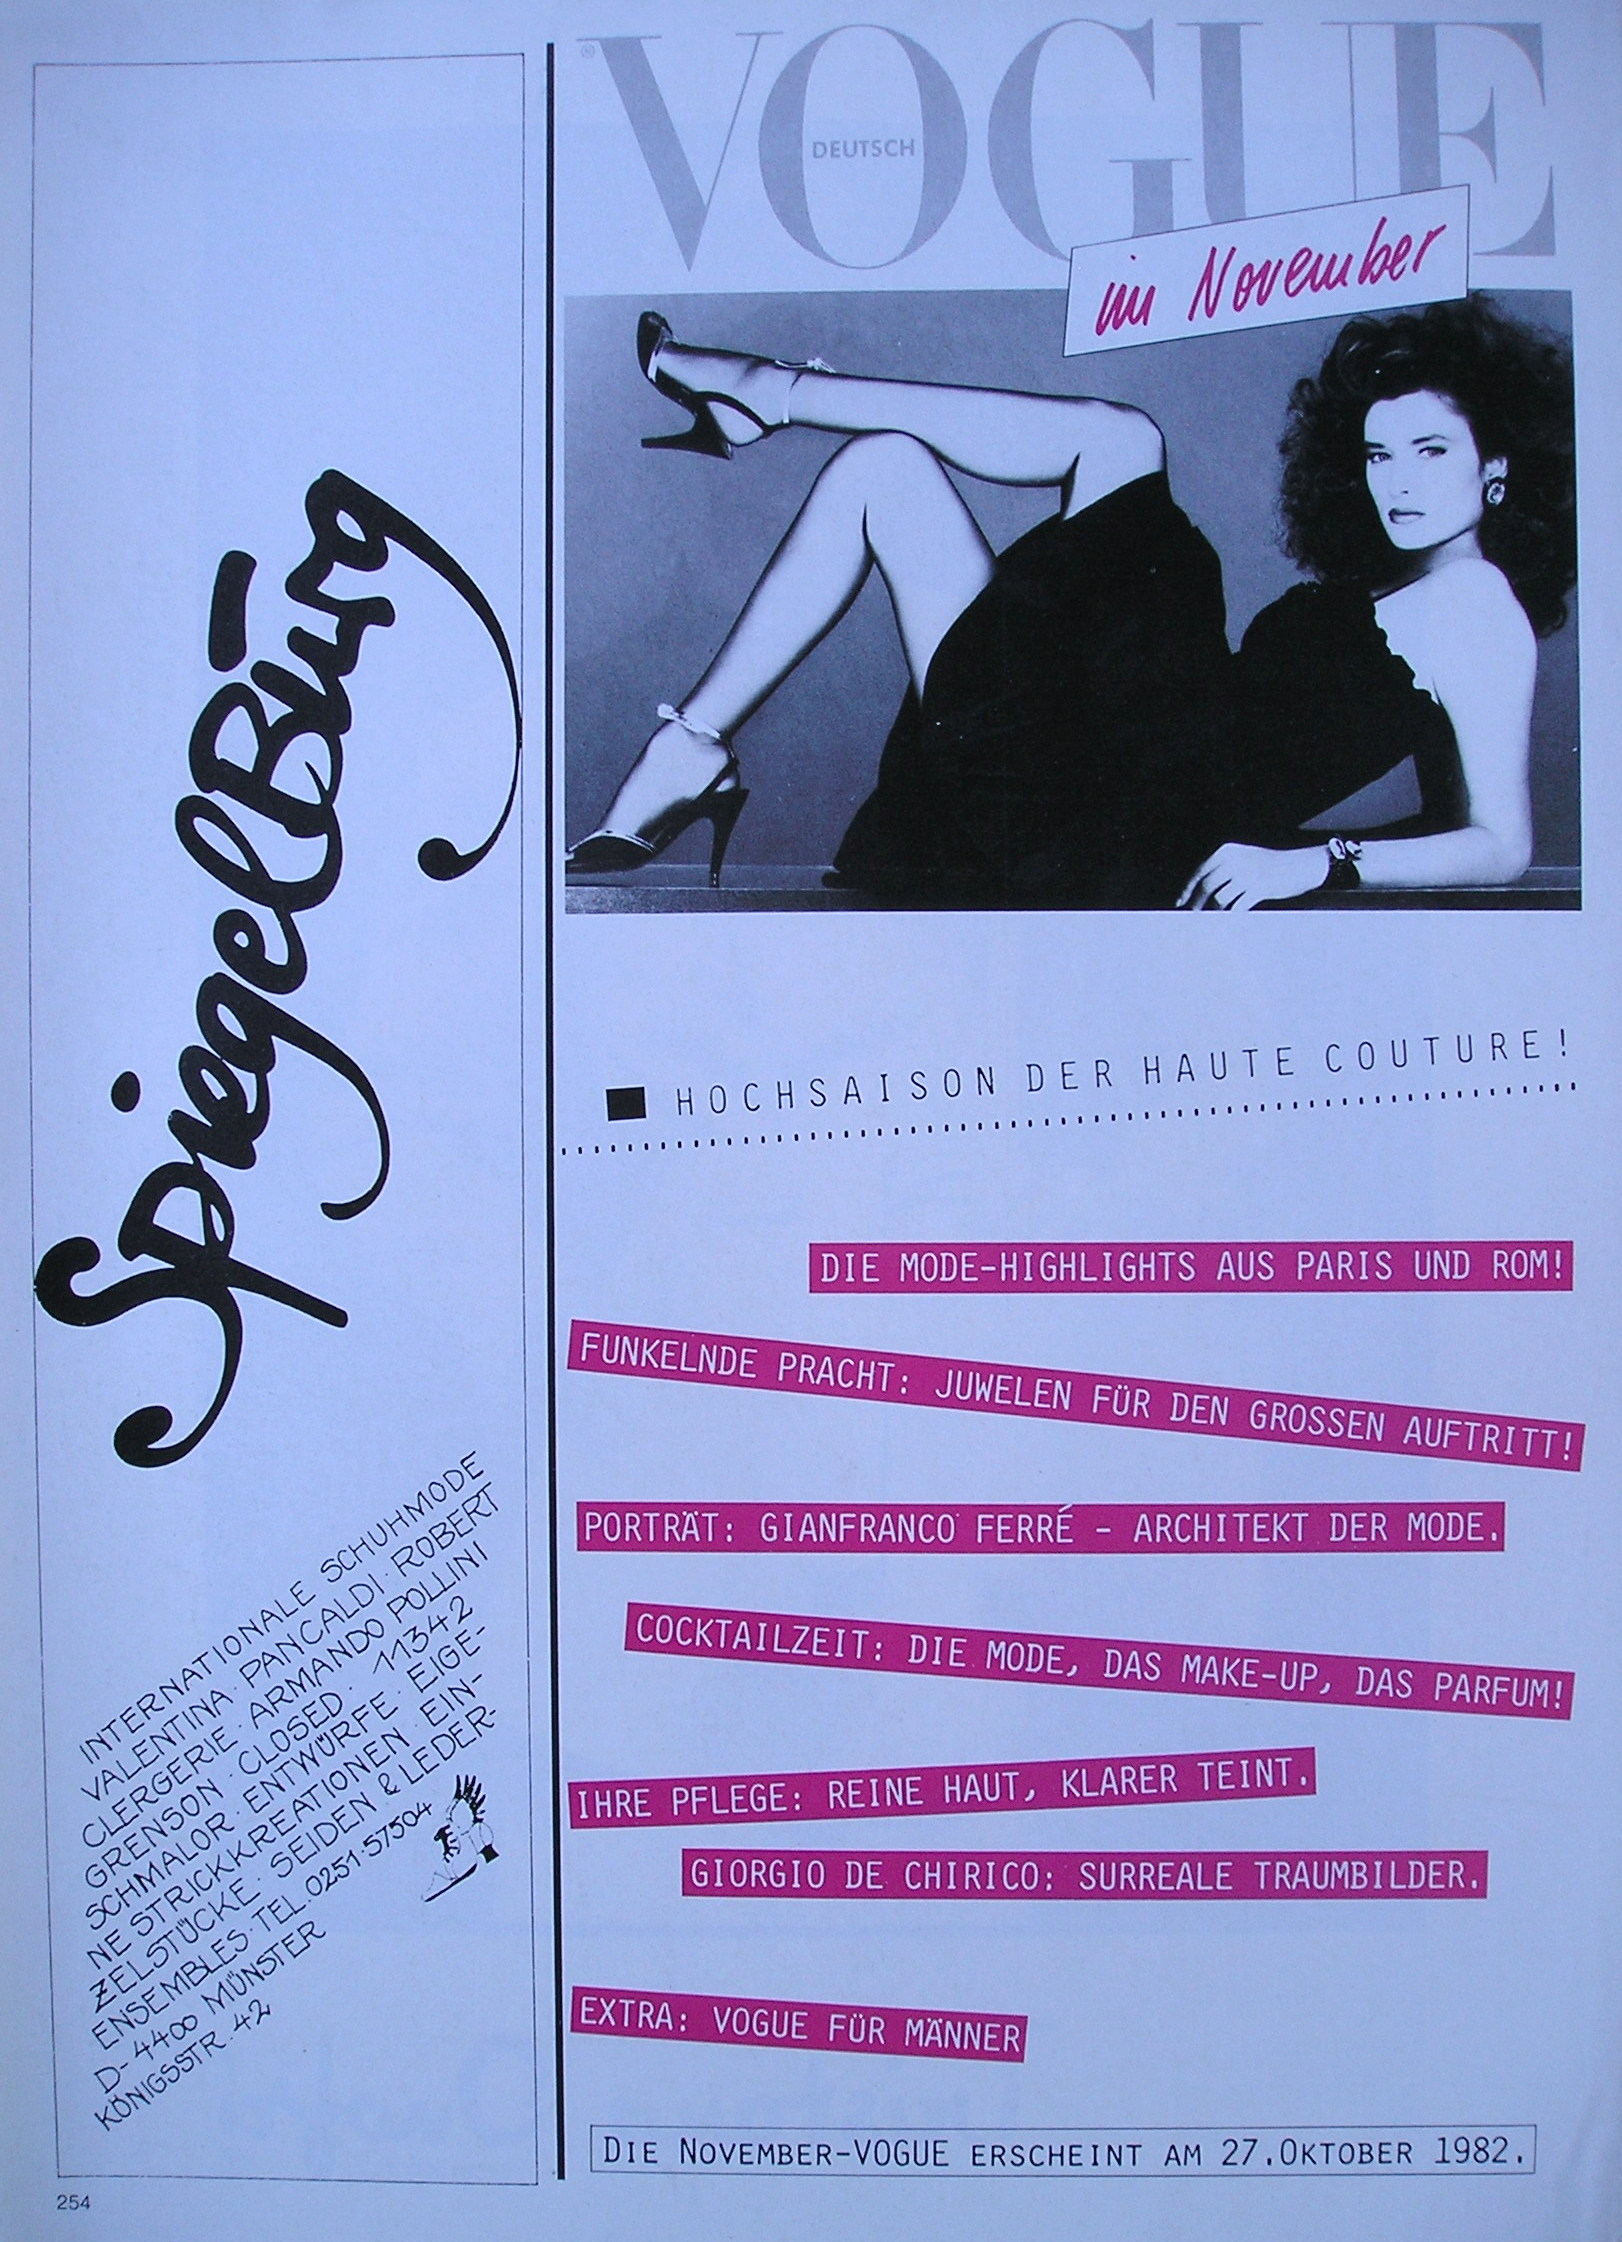 SpiegelBurg
INTERNATIONALE SCHUHMODE
VALENTINA · PANCALDI · ROBERT
CLERGERIE · ARMANDO POLLINI
GRENSON · CLOSED · 11342
SCHMALOR · ENTWÜRFE · EIGE-
NE STRICKKREATIONEN · EIN-
ZELSTÜCKE · SEIDEN & LEDER-
ENSEMBLES · TEL. 0251·57504
D-4400 MÜNSTER
KÖNIGSSTR. 42
254
® VOGUE
DEUTSCH
im November
HOCHSAISON DER HAUTE COUTURE!
DIE MODE-HIGHLIGHTS AUS PARIS UND ROM!
FUNKELNDE PRACHT: JUWELEN FÜR DEN GROSSEN AUFTRITT!
PORTRÄT: GIANFRANCO FERRÉ - ARCHITEKT DER MODE.
COCKTAILZEIT: DIE MODE, DAS MAKE-UP, DAS PARFUM!
IHRE PFLEGE: REINE HAUT, KLARER TEINT.
GIORGIO DE CHIRICO: SURREALE TRAUMBILDER.
EXTRA: VOGUE FÜR MÄNNER
DIE NOVEMBER-VOGUE ERSCHEINT AM 27.OKTOBER 1982.